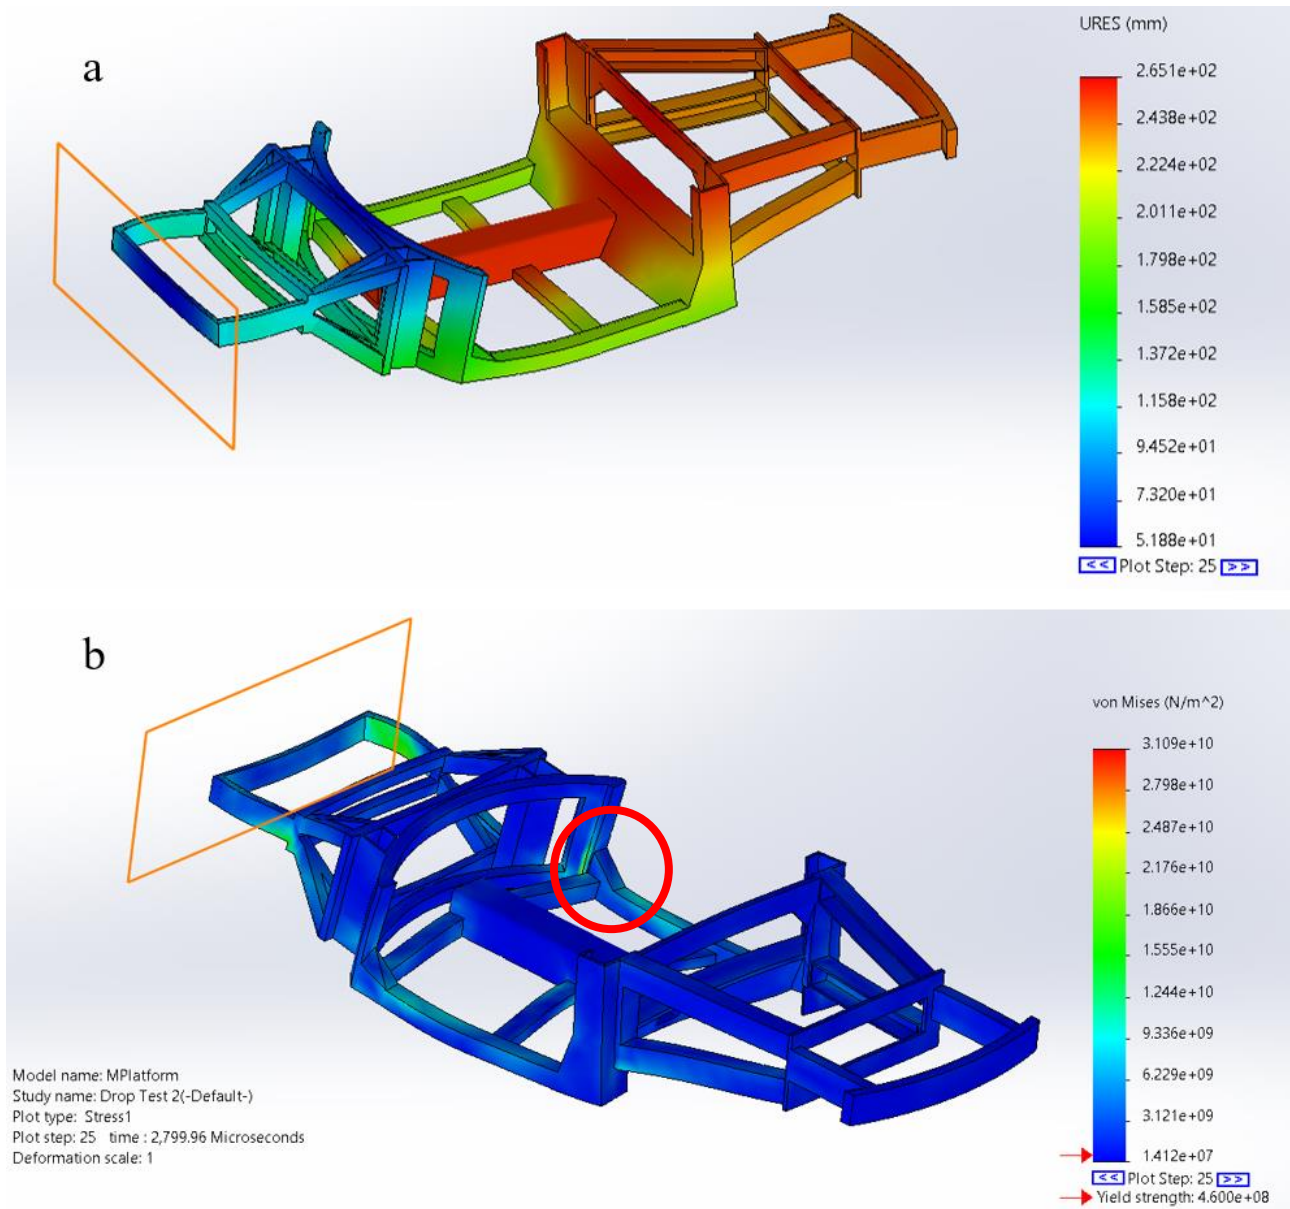 a
URES (mm)
2.651e+02
2.438e+02
2.224e+02
2.011e+02
1.798e+02
1.585e+02
1.372e+02
1.158e+02
9.452e+01
7.320e+01
5.188e+01
<< Plot Step: 25 >>
b
von Mises (N/m^2)
3.109e+10
2.798e+10
2.487e+10
2.176e+10
1.866e+10
1.555e+10
1.244e+10
9.336e+09
6.229e+09
3.121e+09
1.412e+07
<< Plot Step: 25 >>
Yield strength: 4.600e+08
Model name: MPlatform
Study name: Drop Test 2(-Default-)
Plot type: Stress1
Plot step: 25 time : 2,799.96 Microseconds
Deformation scale: 1